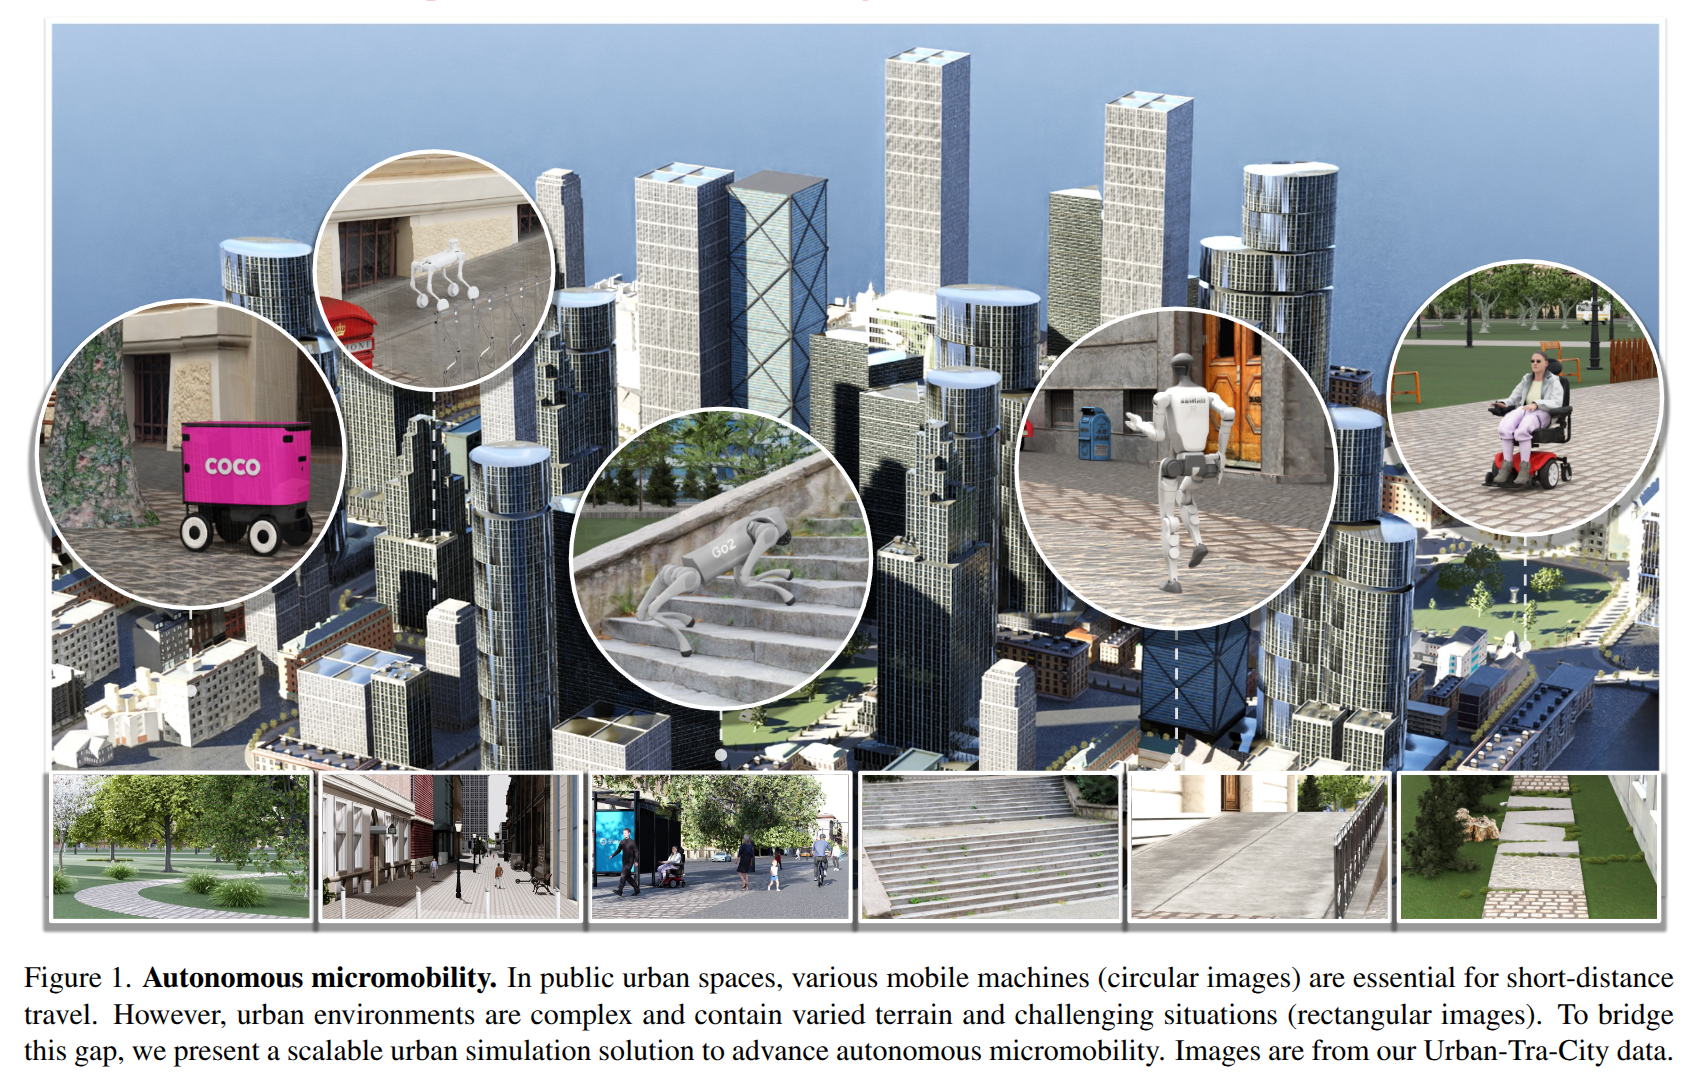 HONE
COCO
Go2
Figure 1. Autonomous micromobility. In public urban spaces, various mobile machines (circular images) are essential for short-distance
travel. However, urban environments are complex and contain varied terrain and challenging situations (rectangular images). To bridge
this gap, we present a scalable urban simulation solution to advance autonomous micromobility. Images are from our Urban-Tra-City data.